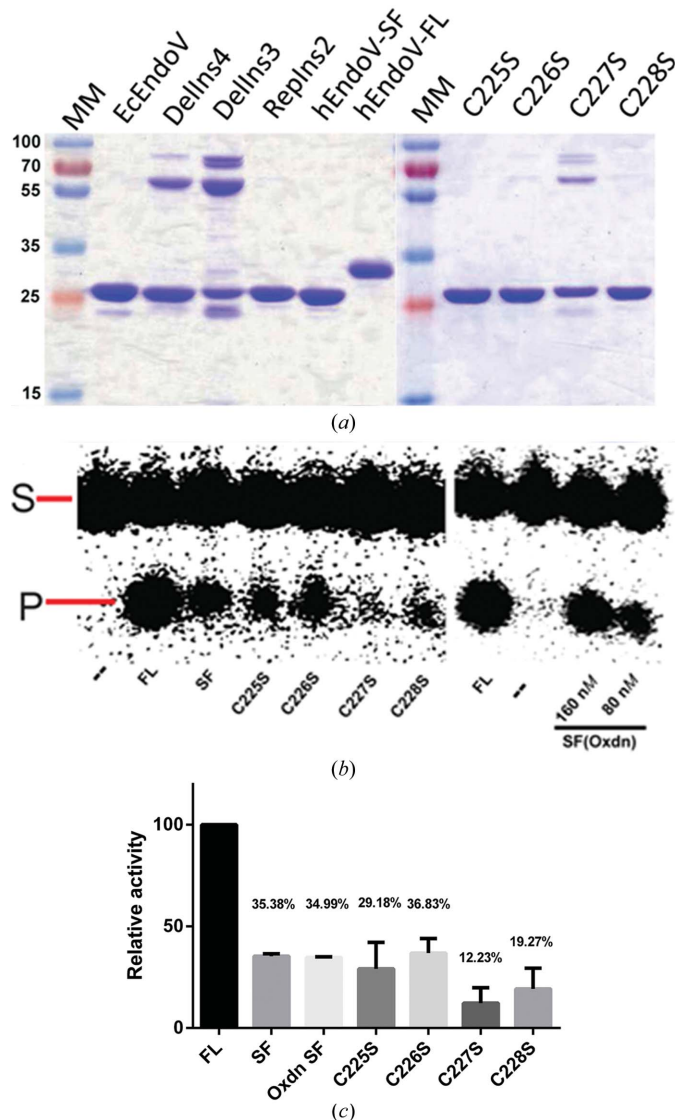 MM EcEndoV DelIns4 DelIns3 RepIns2 hEndoV-SF hEndoV-FL MM C225S C226S C227S C228S
100
70
55
35
25
15
(a)
S
P
-- FL SF C225S C226S C227S C228S FL -- 160 nM 80 nM
SF(Oxdn)
(b)
Relative activity
100
50
0
35.38% 34.99% 29.18% 36.83% 12.23% 19.27%
FL SF Oxdn SF C225S C226S C227S C228S
(c)